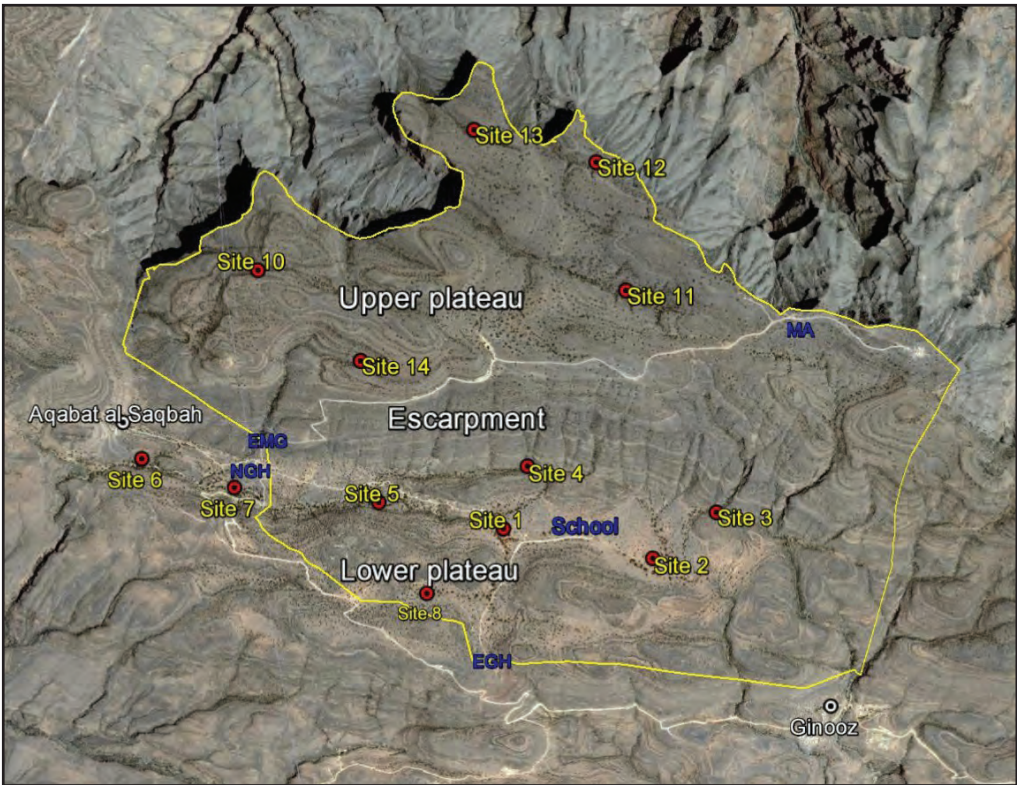 Site 13
Site 12
Site 10
Upper plateau
Site 11
MA
Site 14
Aqabat al Saqbah
Escarpment
EMG
NGH
Site 6
Site 4
Site 7
Site 5
Site 1
School
Site 3
Site 2
Lower plateau
Site 8
EGH
Ginooz